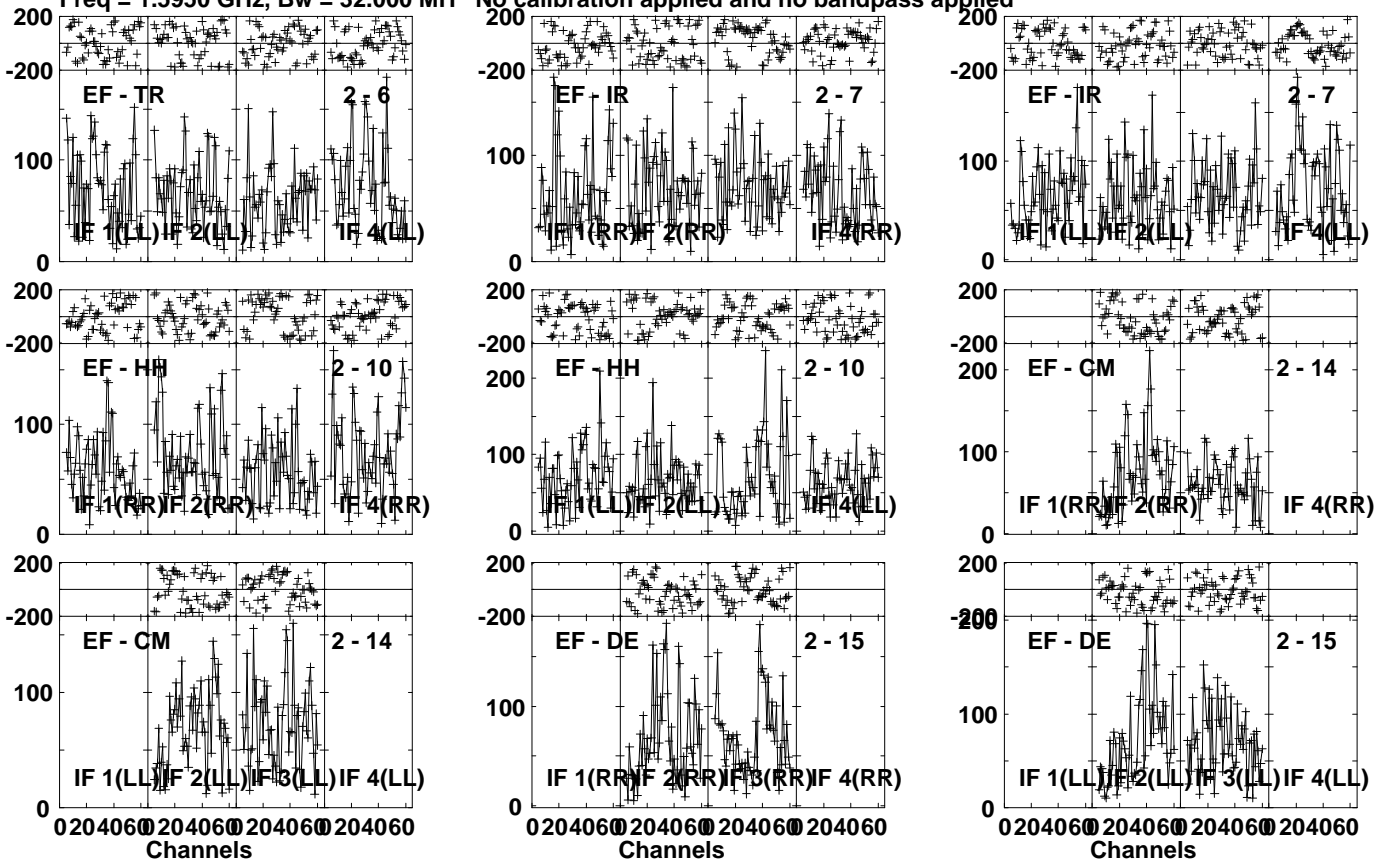 Freq = 1.5950 GHz, Bw = 32.000 MH No calibration applied and no bandpass applied
200
-200
EF - TR 2 - 6
100
IF 1(LL) IF 2(LL) IF 4(LL)
0
200
-200
EF - IR 2 - 7
100
IF 1(RR) IF 2(RR) IF 4(RR)
0
200
-200
EF - IR 2 - 7
100
IF 1(LL) IF 2(LL) IF 4(LL)
0
200
-200
EF - HH 2 - 10
100
IF 1(RR) IF 2(RR) IF 4(RR)
0
200
-200
200
EF - HH 2 - 10
100
IF 1(LL) IF 2(LL) IF 4(LL)
0
200
-200
200
EF - CM 2 - 14
100
IF 1(RR) IF 2(RR) IF 4(RR)
0
200
-200
EF - CM 2 - 14
100
IF 1(LL) IF 2(LL) IF 3(LL) IF 4(LL)
0
0 20 40 60 0 20 40 60 0 20 40 60 0 20 40 60
Channels
200
-200
EF - DE 2 - 15
100
IF 1(RR) IF 2(RR) IF 3(RR) IF 4(RR)
0
0 20 40 60 0 20 40 60 0 20 40 60 0 20 40 60
Channels
200
-200
200
EF - DE 2 - 15
100
IF 1(LL) IF 2(LL) IF 3(LL) IF 4(LL)
0
0 20 40 60 0 20 40 60 0 20 40 60 0 20 40 60
Channels